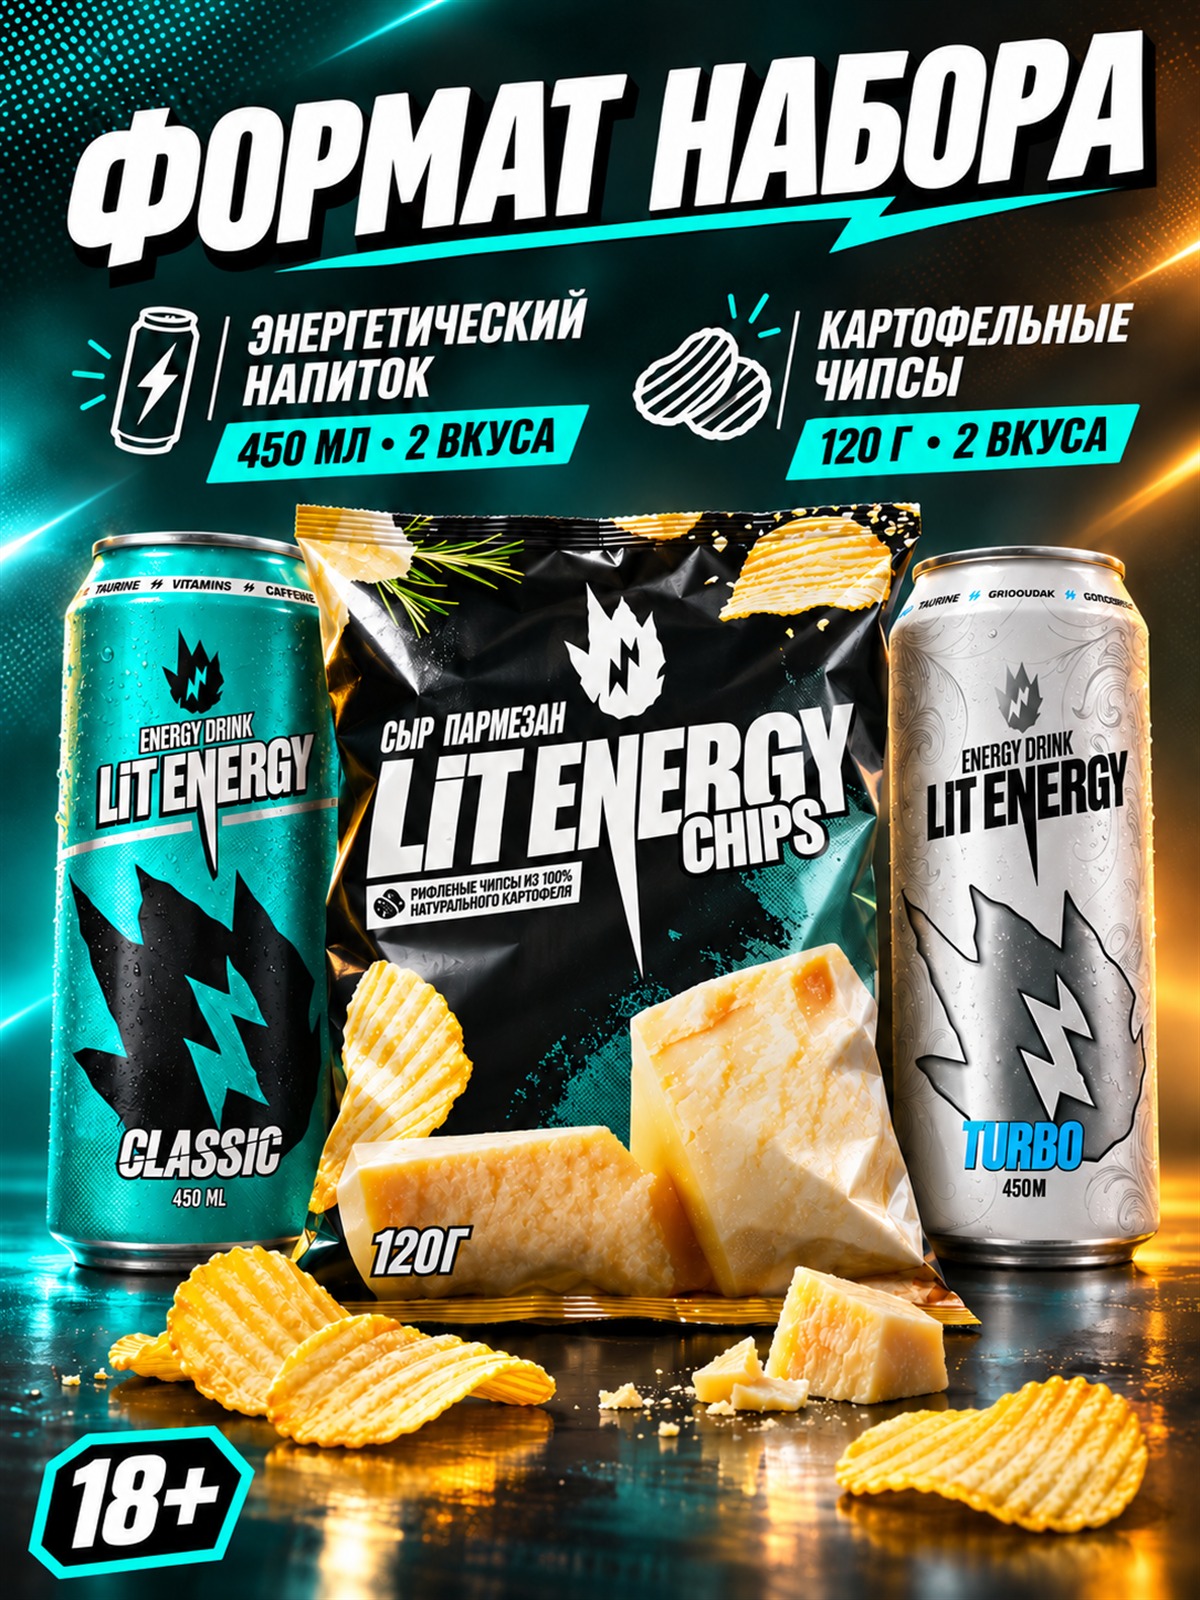 ФОРМАТ НАБОРА
ЭНЕРГЕТИЧЕСКИЙ
НАПИТОК
450 МЛ • 2 ВКУСА
КАРТОФЕЛЬНЫЕ
ЧИПСЫ
120 Г • 2 ВКУСА
TAURINE VITAMINS CAFFEINE
ENERGY DRINK
LIT ENERGY
CLASSIC
450 ML
СЫР ПАРМЕЗАН
LIT ENERGY
CHIPS
РИФЛЕНЫЕ ЧИПСЫ ИЗ 100%
НАТУРАЛЬНОГО КАРТОФЕЛЯ
120Г
TAURINE GRIOOUDAK
ENERGY DRINK
LIT ENERGY
TURBO
450M
18+